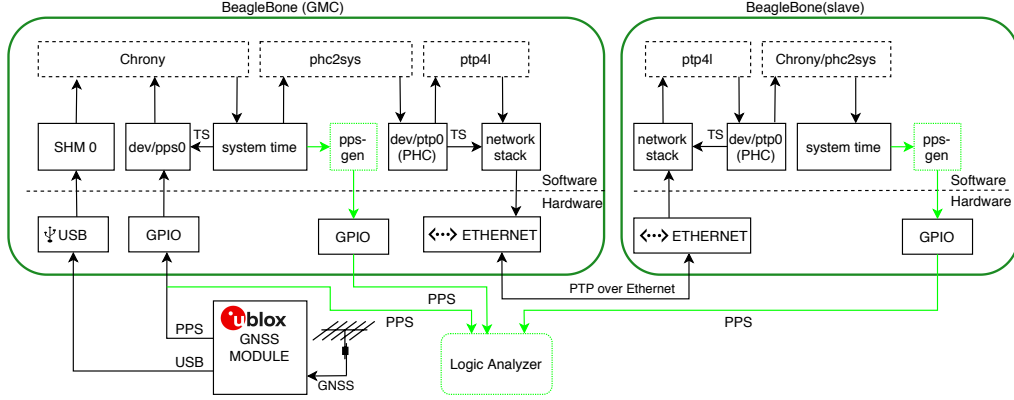 BeagleBone (GMC)
BeagleBone(slave)
Chrony
phc2sys
ptp4l
ptp4l
Chrony/phc2sys
SHM 0
dev/pps0
TS
system time
pps-
gen
dev/ptp0
(PHC)
TS
network
stack
network
stack
TS
dev/ptp0
(PHC)
system time
pps-
gen
Software
Hardware
Software
Hardware
USB
GPIO
GPIO
ETHERNET
ETHERNET
GPIO
PTP over Ethernet
PPS
PPS
PPS
PPS
USB
ublox
GNSS
MODULE
GNSS
Logic Analyzer